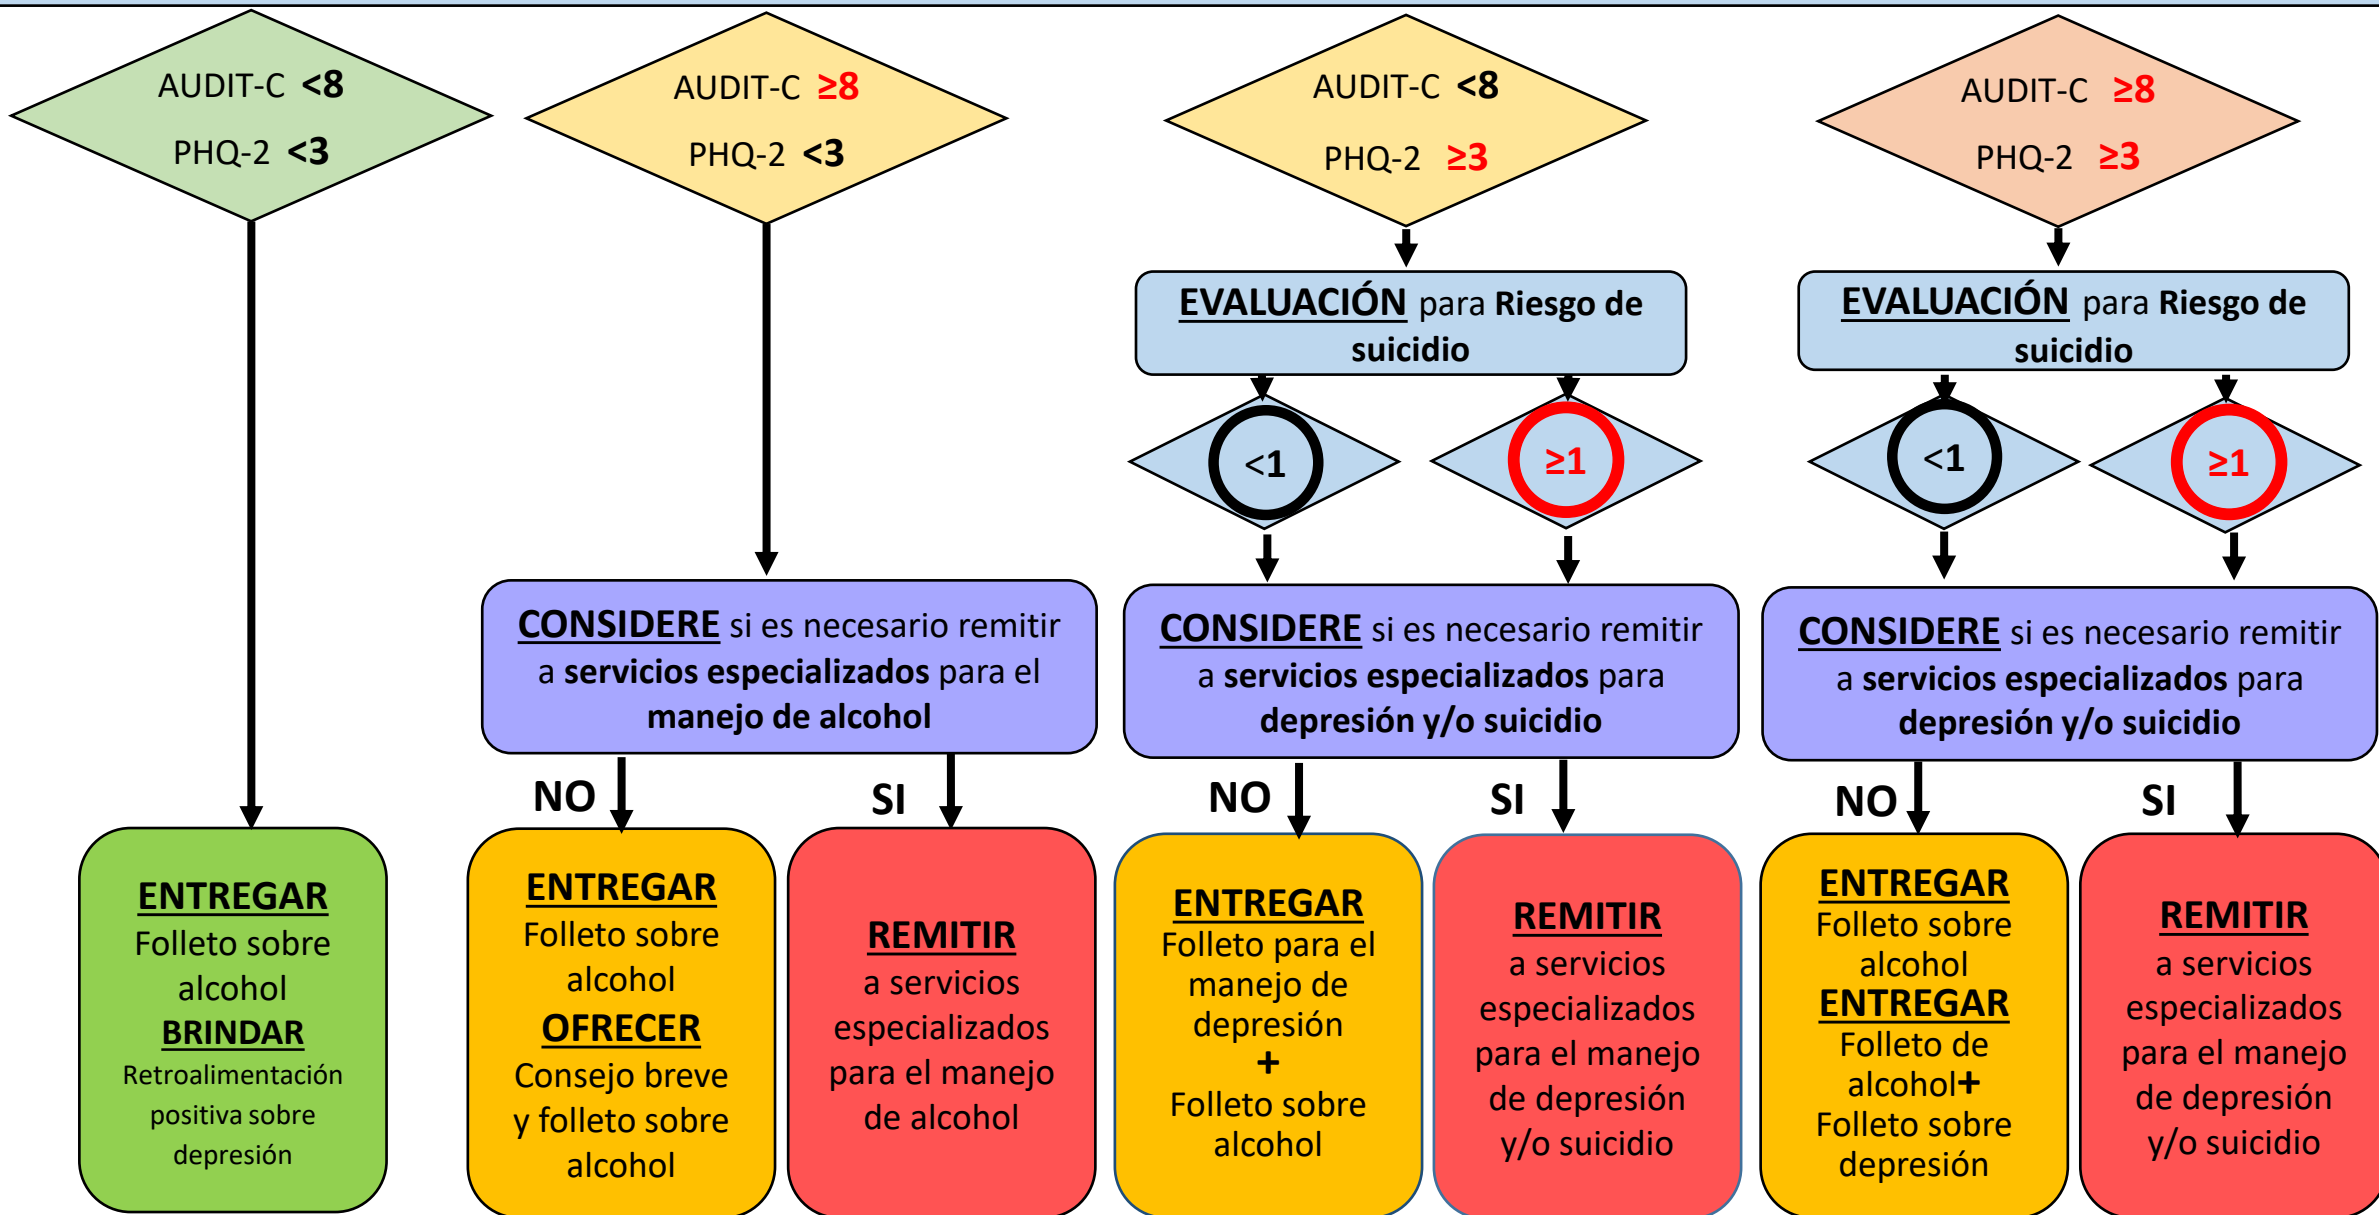 AUDIT-C <8
PHQ-2 <3
AUDIT-C ≥8
PHQ-2 <3
AUDIT-C <8
PHQ-2 ≥3
AUDIT-C ≥8
PHQ-2 ≥3
EVALUACIÓN para Riesgo de
suicidio
EVALUACIÓN para Riesgo de
suicidio
<1
≥1
<1
≥1
CONSIDERE si es necesario remitir
a servicios especializados para el
manejo de alcohol
CONSIDERE si es necesario remitir
a servicios especializados para
depresión y/o suicidio
CONSIDERE si es necesario remitir
a servicios especializados para
depresión y/o suicidio
NO
SI
NO
SI
NO
SI
ENTREGAR
Folleto sobre
alcohol
BRINDAR
Retroalimentación
positiva sobre
depresión
ENTREGAR
Folleto sobre
alcohol
OFRECER
Consejo breve
y folleto sobre
alcohol
REMITIR
a servicios
especializados
para el manejo
de alcohol
ENTREGAR
Folleto para el
manejo de
depresión
+
Folleto sobre
alcohol
REMITIR
a servicios
especializados
para el manejo
de depresión
y/o suicidio
ENTREGAR
Folleto sobre
alcohol
ENTREGAR
Folleto de
alcohol+
Folleto sobre
depresión
REMITIR
a servicios
especializados
para el manejo
de depresión
y/o suicidio